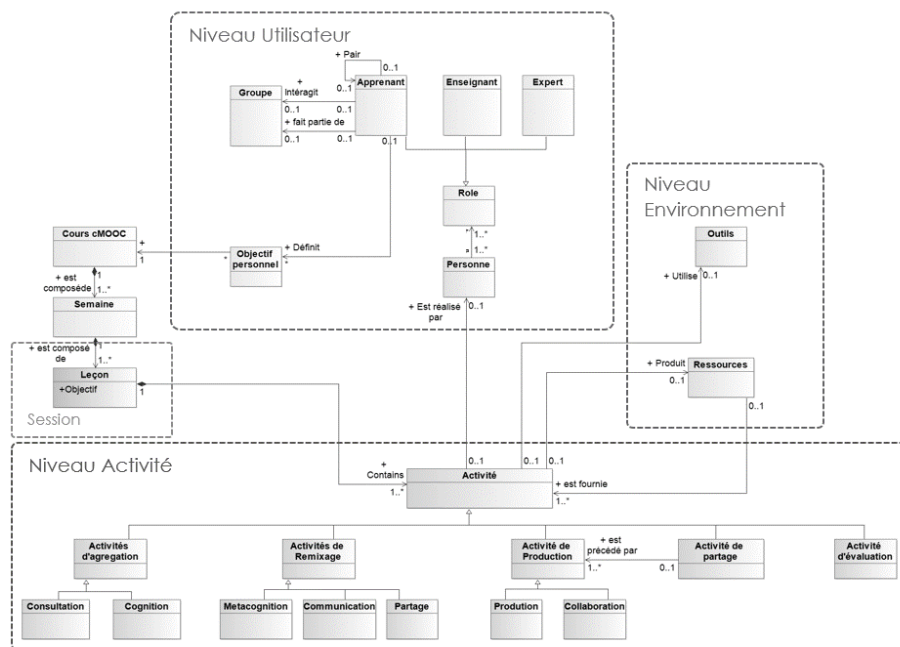 Niveau Utilisateur
+ Pair
0..1
0..1
Groupe
+
Intéragit
0..1
0..1
+ fait partie de
0..1
0..1
Apprenant
0..1
Enseignant
Expert
Role
1..*
1..*
Personne
+ Est réalisé
par
0..1
+ Définit
*
Objectif
personnel
*
Cours cMOOC
+
1
+ est
composéde
1
1..*
Semaine
+ est composé
de
1
1..*
Leçon
+Objectif
1
Session
Niveau
Environnement
Outils
+ Utilise
0..1
+ Produit
0..1
Ressources
0..1
Niveau Activité
+
Contains
1..*
0..1
0..1
0..1
Activité
+ est fournie
1..*
Activités
d'agregation
Activités de
Remixage
Activité de
Production
+ est
précédé par
1..*
0..1
Activité de
partage
Activité
d'évaluation
Consultation
Cognition
Metacognition
Communication
Partage
Prodution
Collaboration